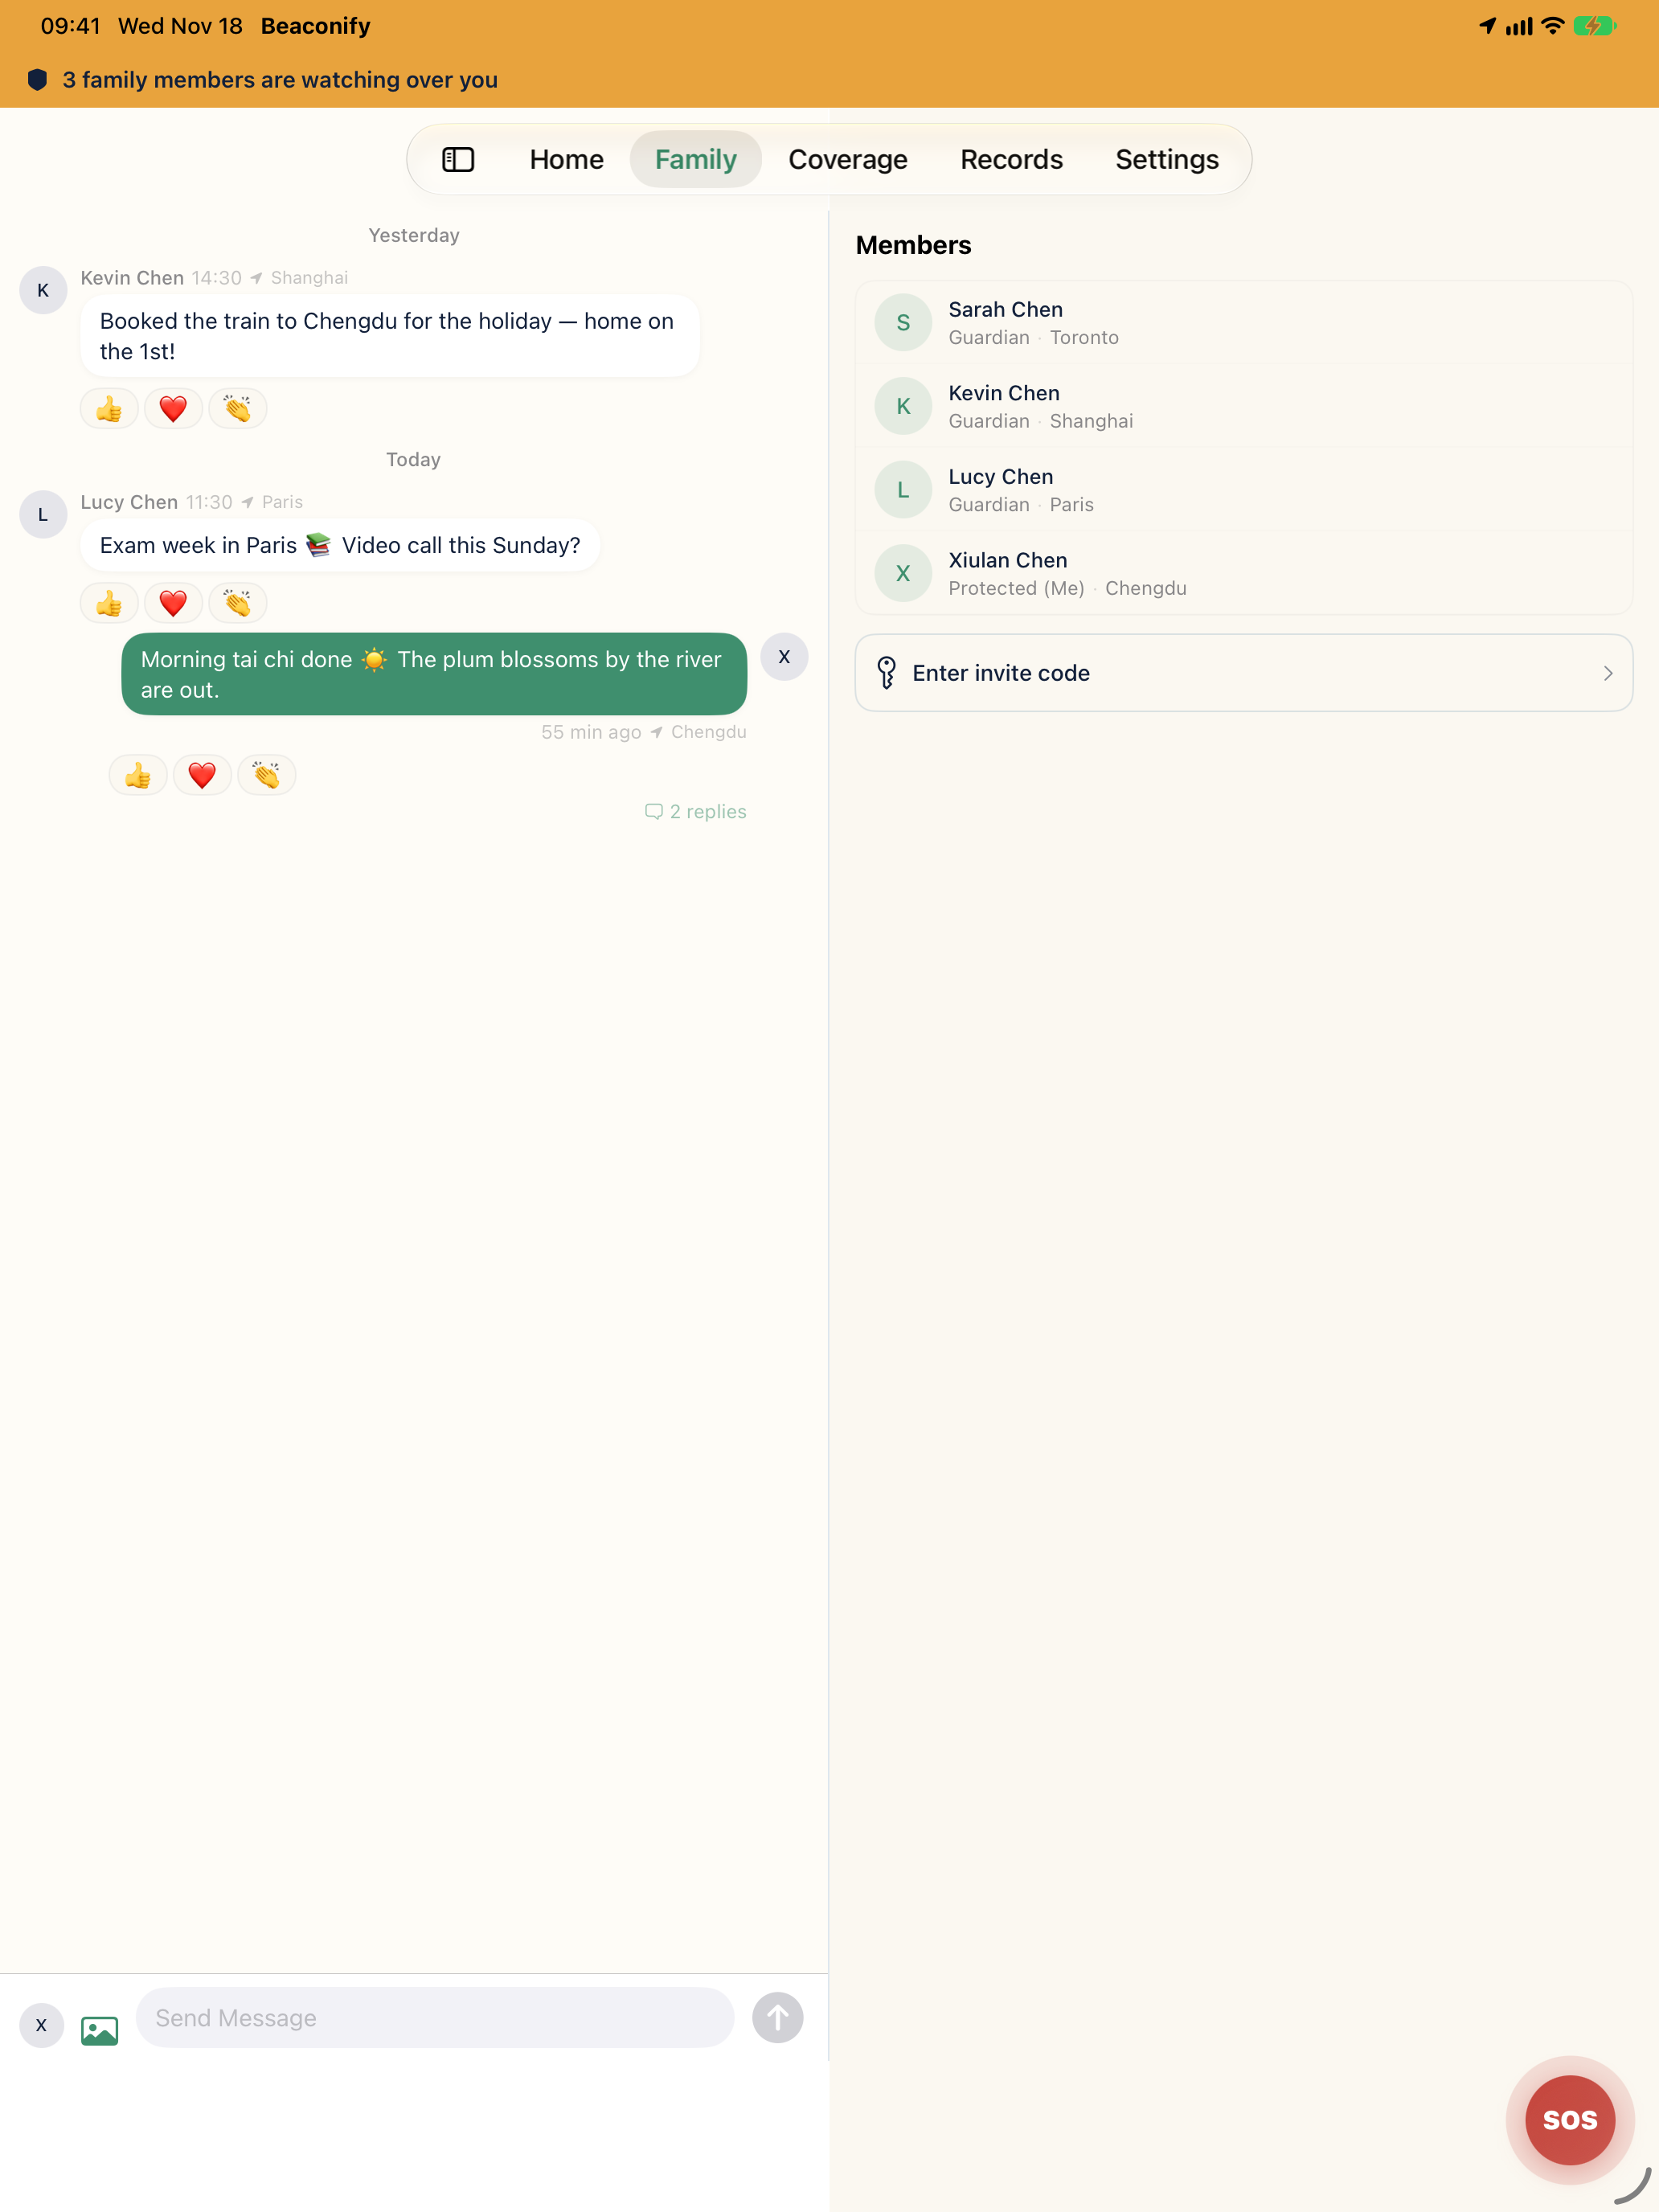 09:41 Wed Nov 18 Beaconify
3 family members are watching over you
Home Family Coverage Records Settings
Yesterday
K
Kevin Chen 14:30 Shanghai
Booked the train to Chengdu for the holiday — home on
the 1st!
👍 ❤️ 👏
Today
L
Lucy Chen 11:30 Paris
Exam week in Paris 📚 Video call this Sunday?
👍 ❤️ 👏
Morning tai chi done ☀️ The plum blossoms by the river
are out.
X
55 min ago Chengdu
👍 ❤️ 👏
2 replies
X
Send Message
Members
S
Sarah Chen
Guardian · Toronto
K
Kevin Chen
Guardian · Shanghai
L
Lucy Chen
Guardian · Paris
X
Xiulan Chen
Protected (Me) · Chengdu
Enter invite code
SOS